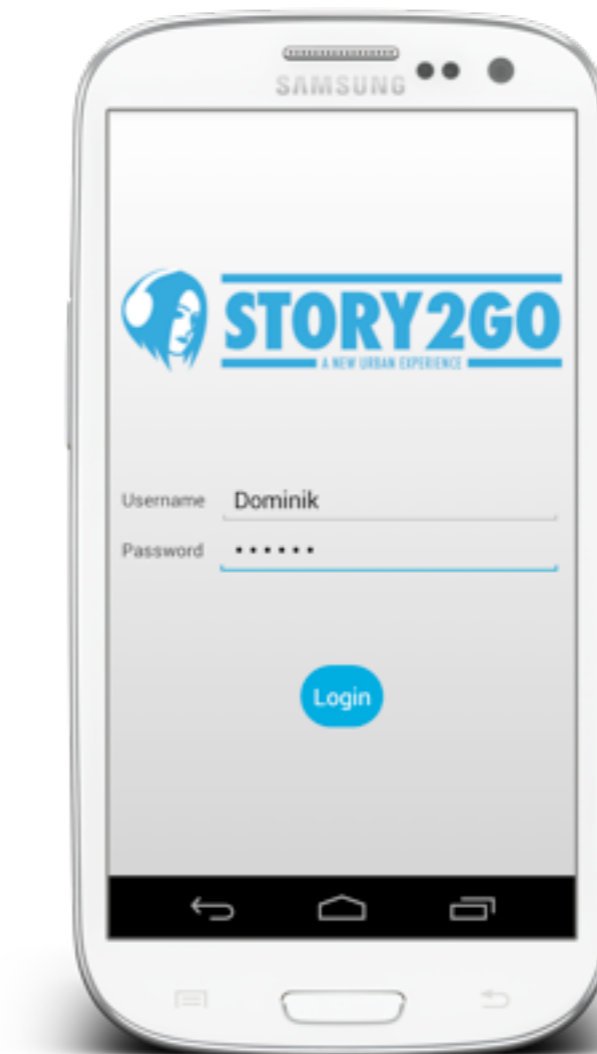 SAMSUNG
STORY2GO
A NEW URBAN EXPERIENCE
Username Dominik
Password ••••••
Login